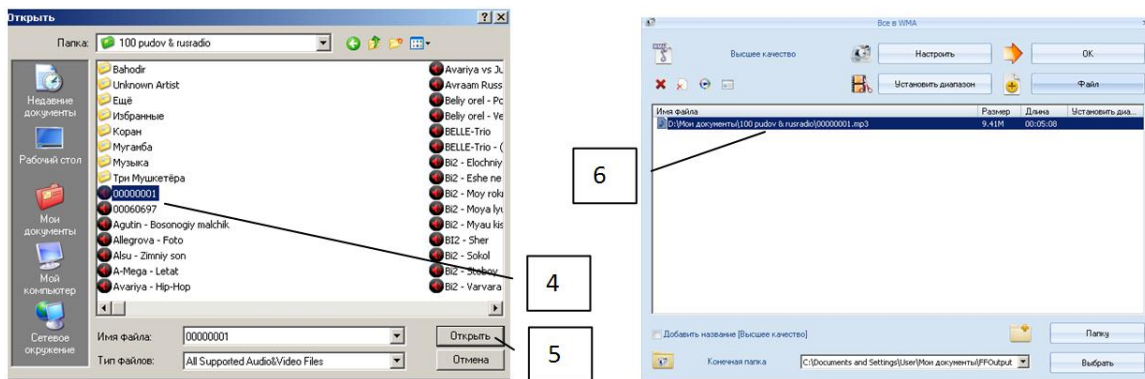 Открыть
Папка:
100 pudov & rusradio
Недавние документы
Рабочий стол
Мои документы
Мой компьютер
Сетевое окружение
Bahodir
Unknown Artist
Ещё
Избранные
Коран
Муганба
Музыка
Три Мушкетёра
00000001
00060697
Agutin - Bosonogiy malchik
Allegrova - Foto
Alsu - Zimniy son
A-Mega - Letat
Avariya - Hip-Hop
Avariya vs Ju
Avraam Russ
Beliy orel - Po
Beliy orel - Ve
BELLE-Trio
BELLE-Trio - (
Bi2 - Elochniy
Bi2 - Eshe ne
Bi2 - Moy roki
Bi2 - Moya lyu
Bi2 - Myau kis
BI2 - Sher
Bi2 - Sokol
Bi2 - Stoboy
Bi2 - Varvara
Имя файла:
00000001
Открыть
Тип файлов:
All Supported Audio&Video Files
Отмена
4
5
6
Все в WMA
Высшее качество
Настроить
OK
Установить диапазон
Файл
Имя файла
Размер
Длина
Установить диа...
D:\Мои документы\100 pudov & rusradio\00000001.mp3
9.41M
00:05:08
Добавить название [Высшее качество]
Папку
Конечная папка
C:\Documents and Settings\User\Мои документы\FFOutput
Выбрать